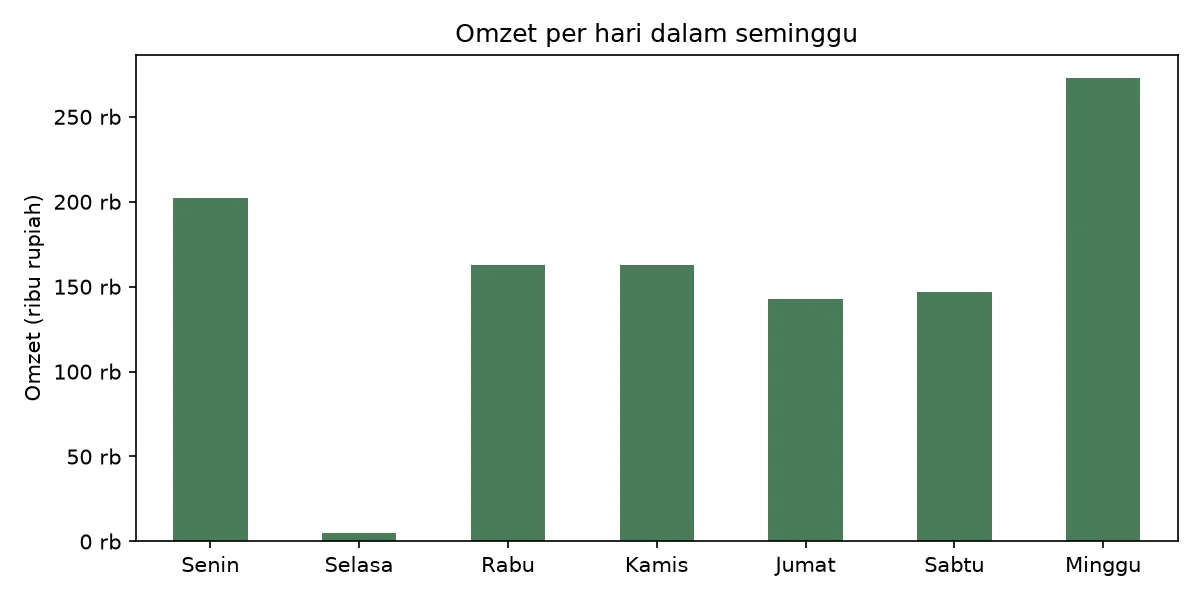 Omzet per hari dalam seminggu
Omzet (ribu rupiah)
250 rb
200 rb
150 rb
100 rb
50 rb
0 rb
Senin Selasa Rabu Kamis Jumat Sabtu Minggu